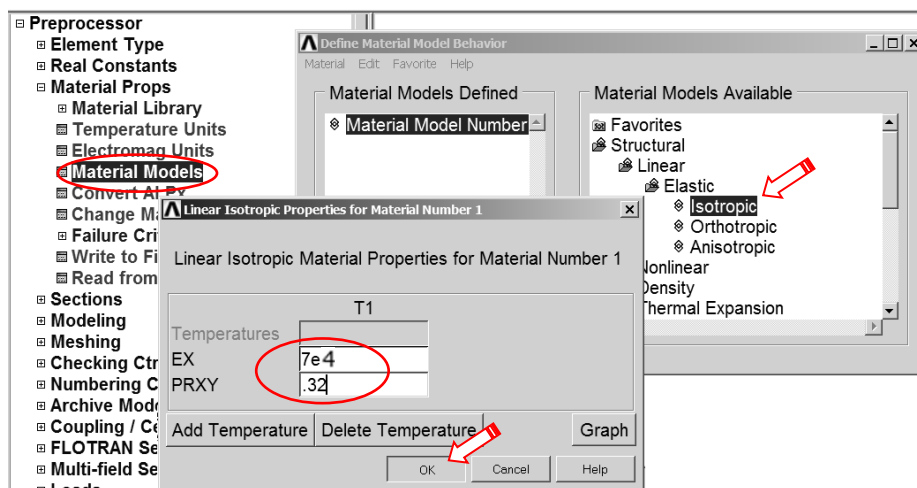 Preprocessor
Element Type
Real Constants
Material Props
Material Library
Temperature Units
Electromag Units
Material Models
Convert ALPx
Change Ma
Failure Cri
Write to Fi
Read from
Sections
Modeling
Meshing
Checking Ctr
Numbering C
Archive Mode
Coupling / Ce
FLOTRAN Se
Multi-field Se
Loads
Define Material Model Behavior
Material Edit Favorite Help
Material Models Defined
Material Model Number
Material Models Available
Favorites
Structural
Linear
Elastic
Isotropic
Orthotropic
Anisotropic
Nonlinear
Density
Thermal Expansion
Linear Isotropic Properties for Material Number 1
Linear Isotropic Material Properties for Material Number 1
T1
Temperatures
EX 7e4
PRXY .32
Add Temperature Delete Temperature Graph
OK Cancel Help